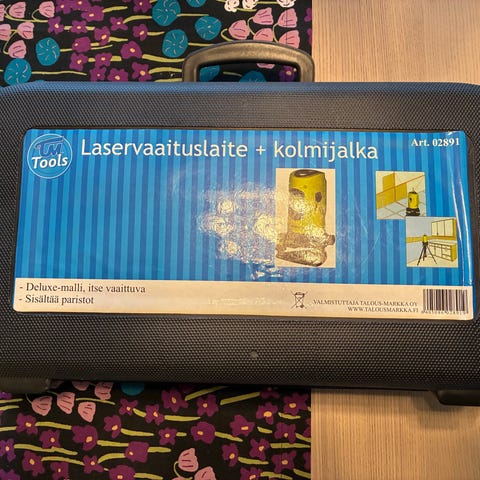 TM
Tools
Laservaaituslaite + kolmijalka
Art. 02891
- Deluxe-malli, itse vaaittuva
- Sisältää paristot
VALMISTUTTAJA TALOUS-MARKKA OY
WWW.TALOUSMARKKA.FI